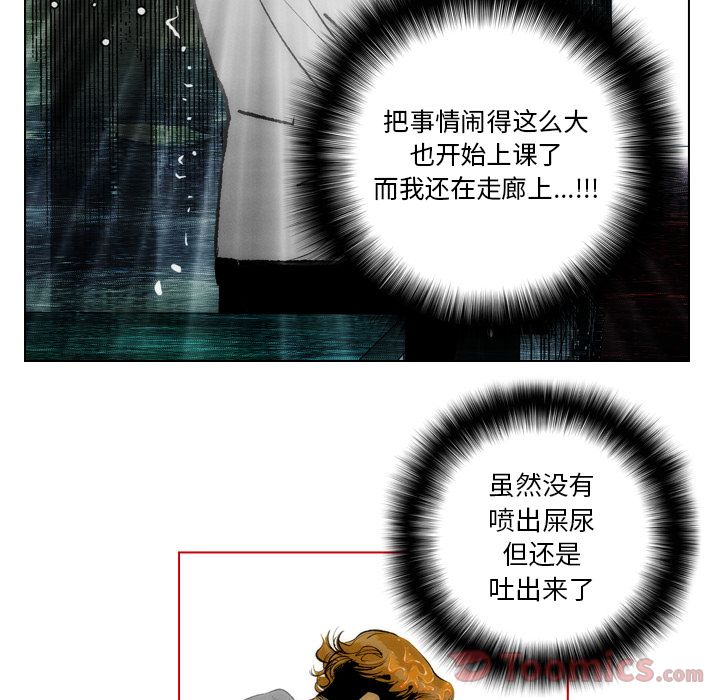 把事情闹得这么大
也开始上课了
而我还在走廊上...!!!
虽然没有
喷出屎尿
但还是
吐出来了
Toomics.com